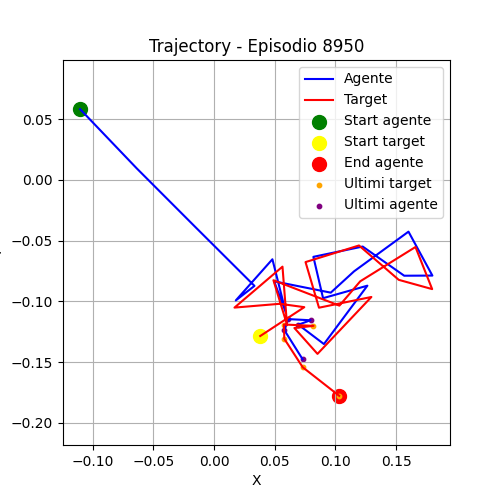 Trajectory - Episodio 8950
Agente
Target
Start agente
Start target
End agente
Ultimi target
Ultimi agente
0.05
0.00
−0.05
−0.10
−0.15
−0.20
−0.10
−0.05
0.00
0.05
0.10
0.15
X